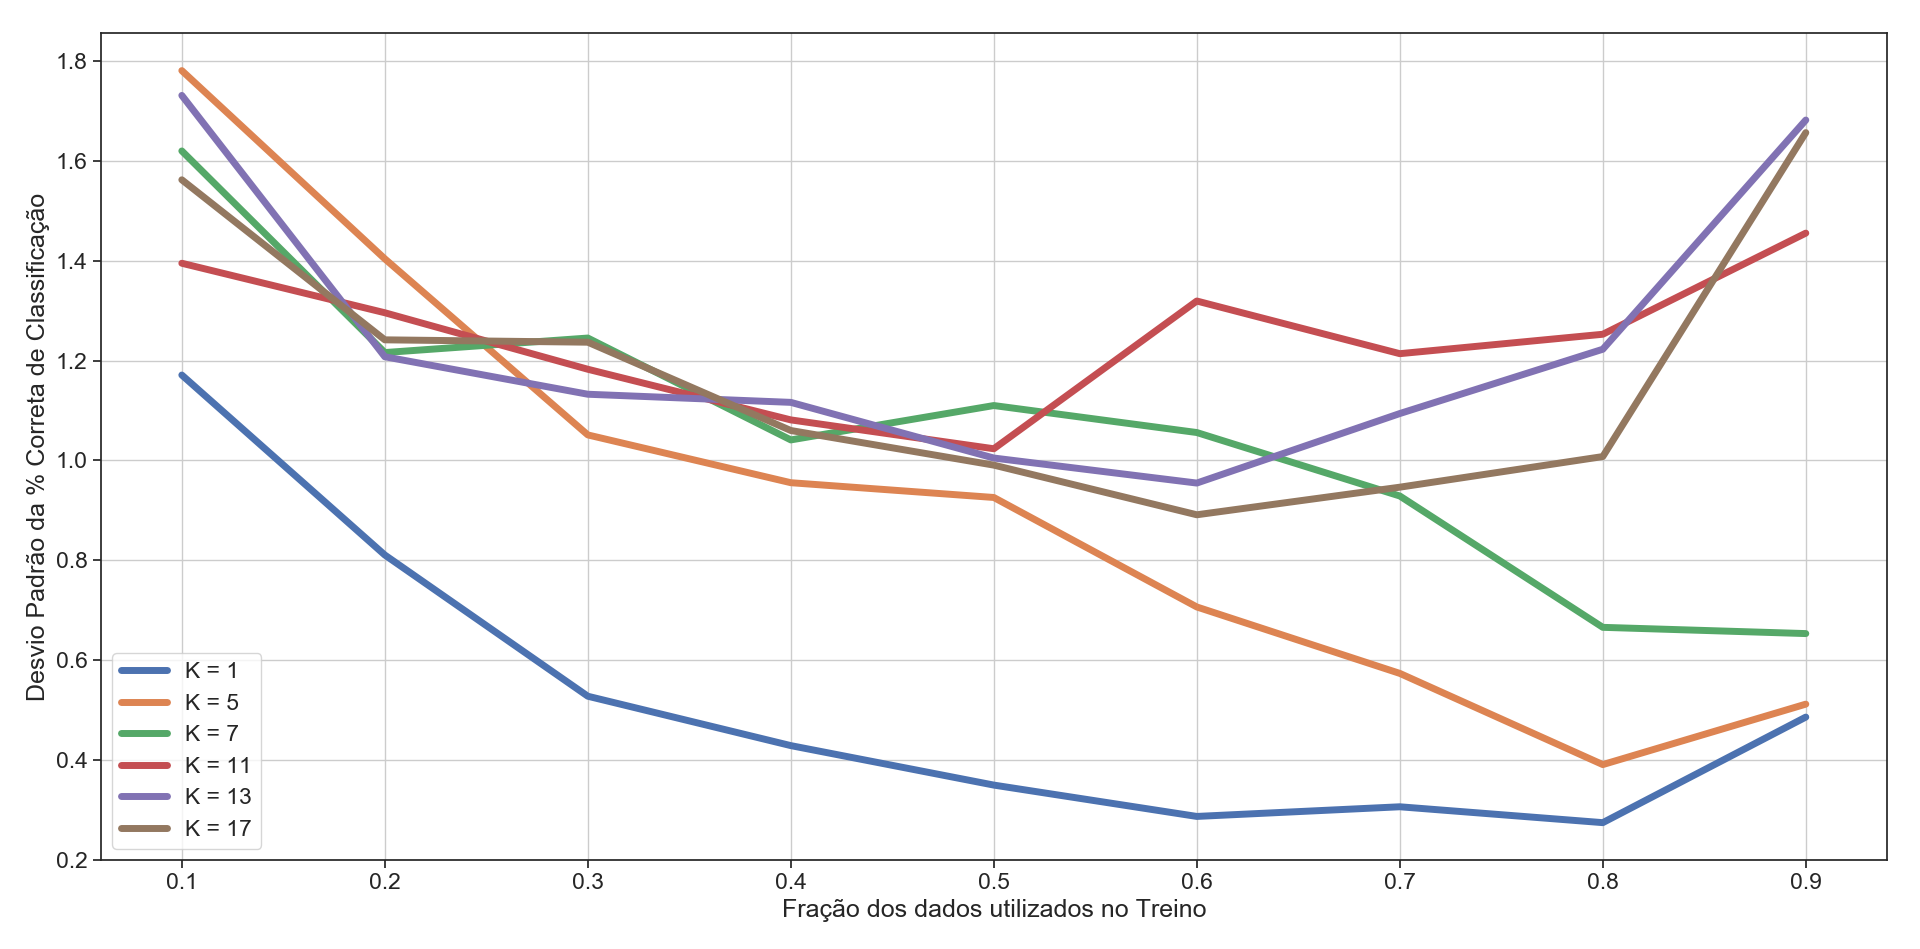 Desvio Padrão da % Correta de Classificação
1.8
1.6
1.4
1.2
1.0
0.8
0.6
0.4
0.2
K = 1
K = 5
K = 7
K = 11
K = 13
K = 17
0.1 0.2 0.3 0.4 0.5 0.6 0.7 0.8 0.9
Fração dos dados utilizados no Treino